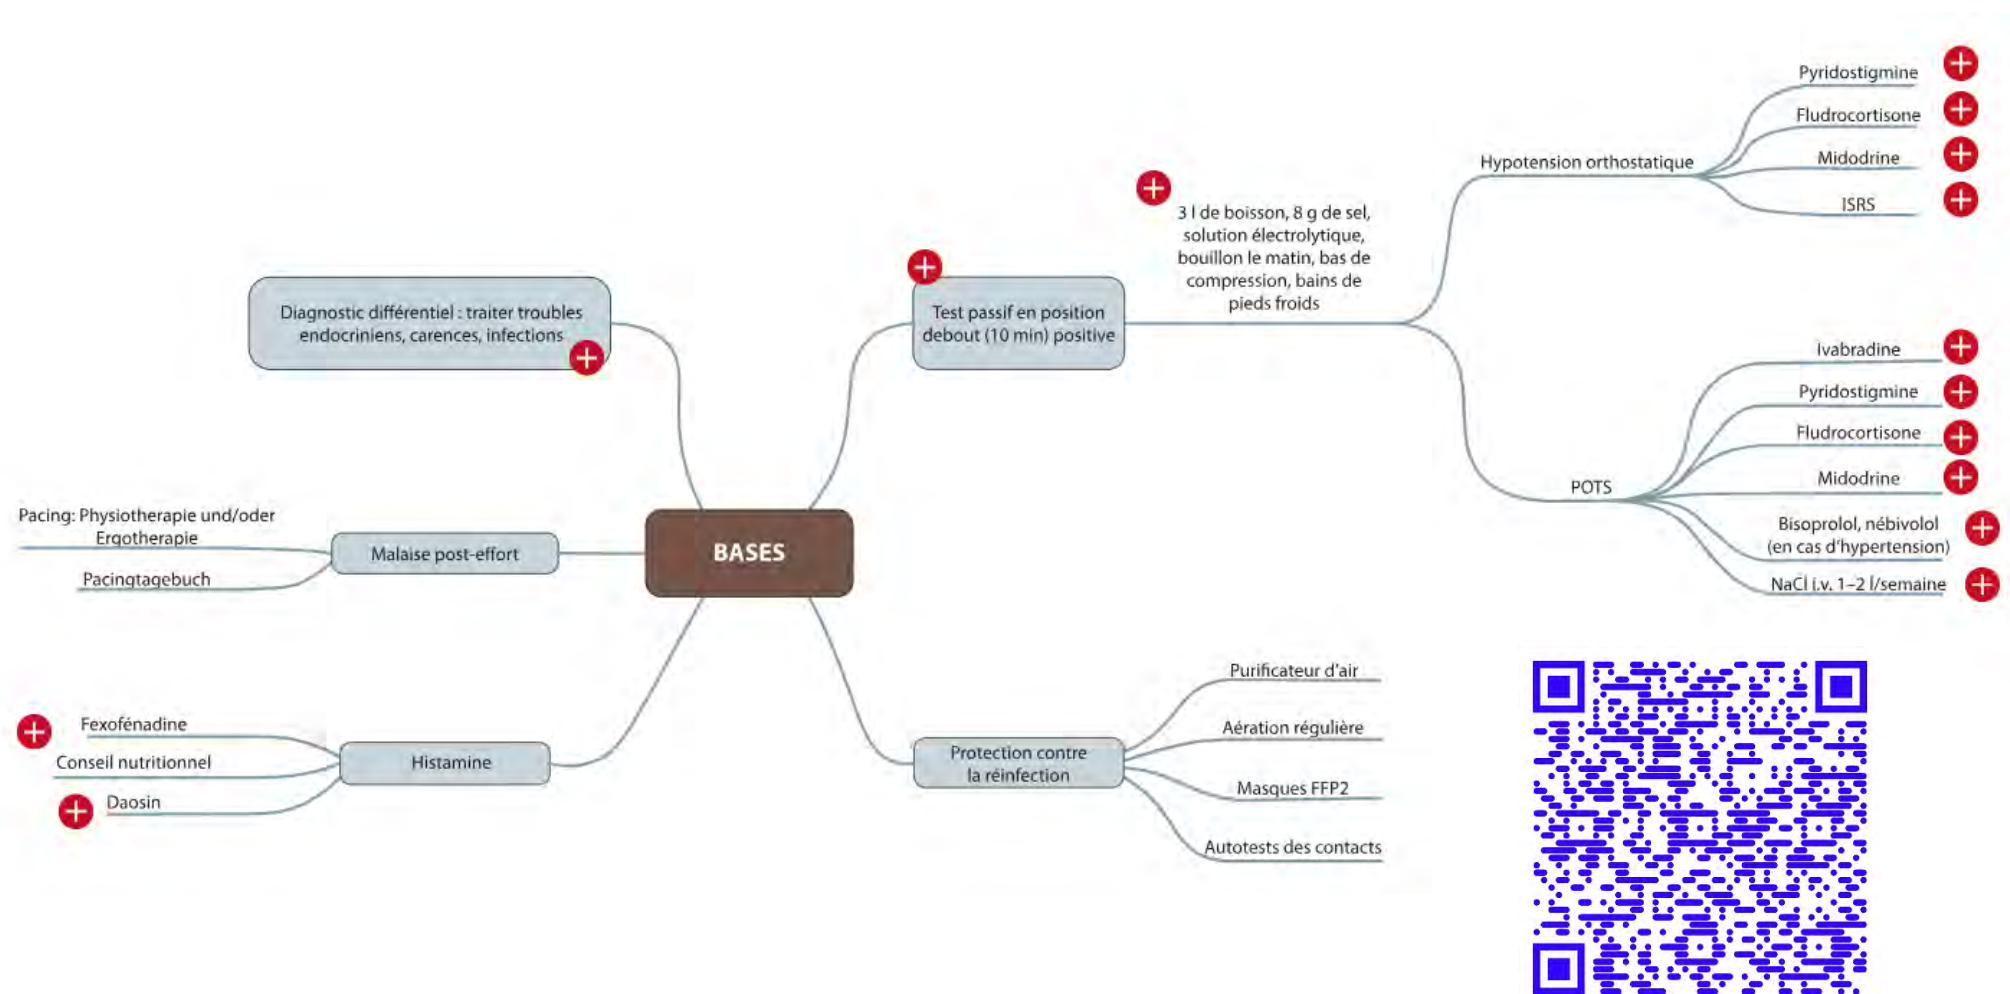 Diagnostic différentiel : traiter troubles
endocriniens, carences, infections
Pacing: Physiotherapie und/oder
Ergotherapie
Pacingtagebuch
Malaise post-effort
Fexofénadine
Conseil nutritionnel
Daosin
Histamine
BASES
Test passif en position
debout (10 min) positive
3 l de boisson, 8 g de sel,
solution électrolytique,
bouillon le matin, bas de
compression, bains de
pieds froids
Hypotension orthostatique
Pyridostigmine
Fludrocortisone
Midodrine
ISRS
POTS
Ivabradine
Pyridostigmine
Fludrocortisone
Midodrine
Bisoprolol, nébivolol
(en cas d'hypertension)
NaCl i.v. 1–2 l/semaine
Protection contre
la réinfection
Purificateur d'air
Aération régulière
Masques FFP2
Autotests des contacts